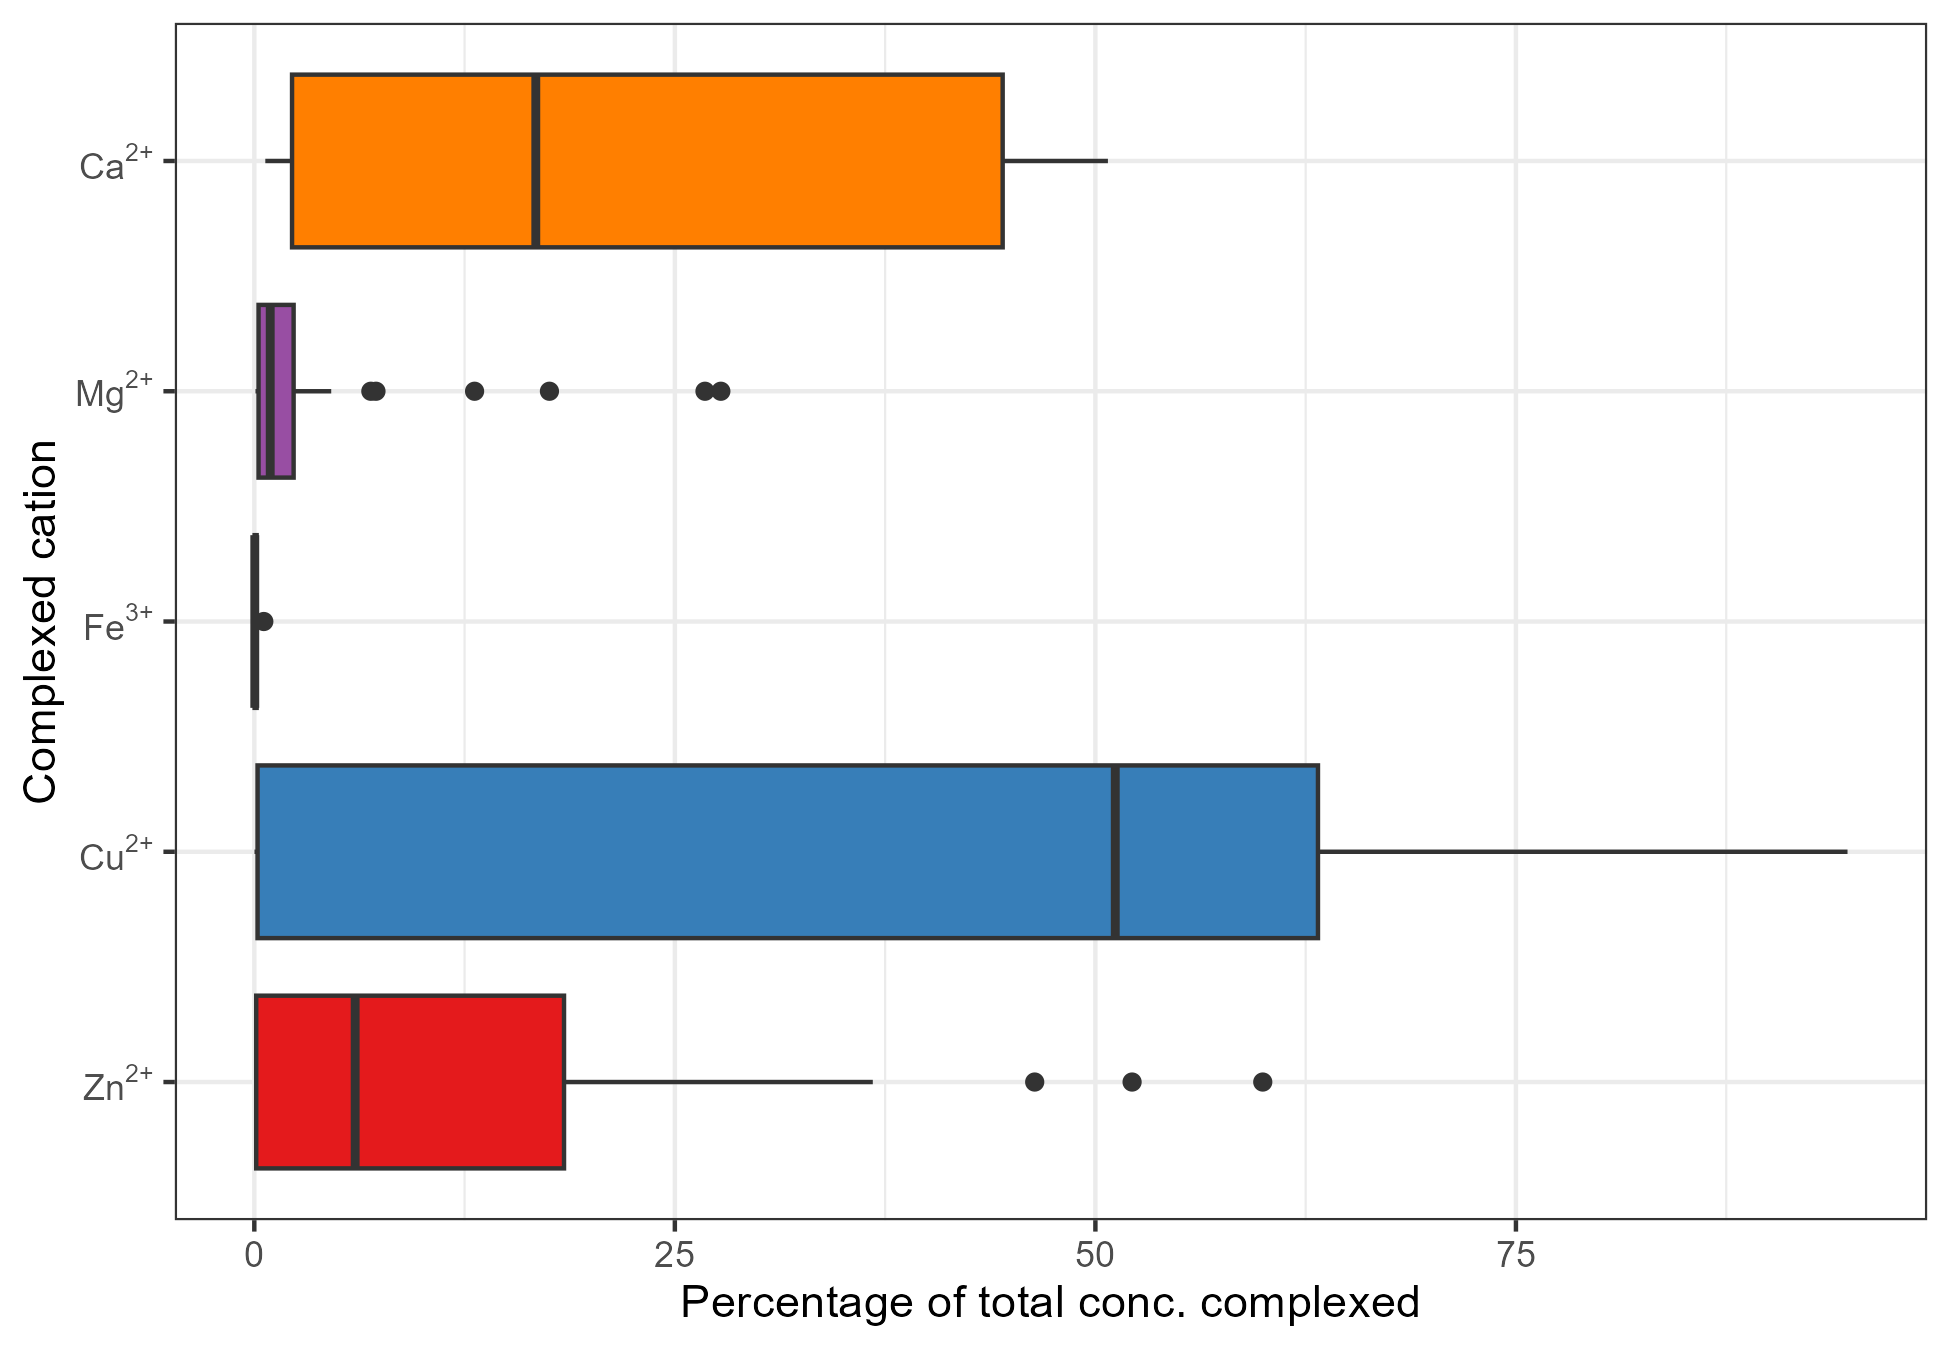 Complexed cation
Ca²⁺
Mg²⁺
Fe³⁺
Cu²⁺
Zn²⁺
0 25 50 75
Percentage of total conc. complexed